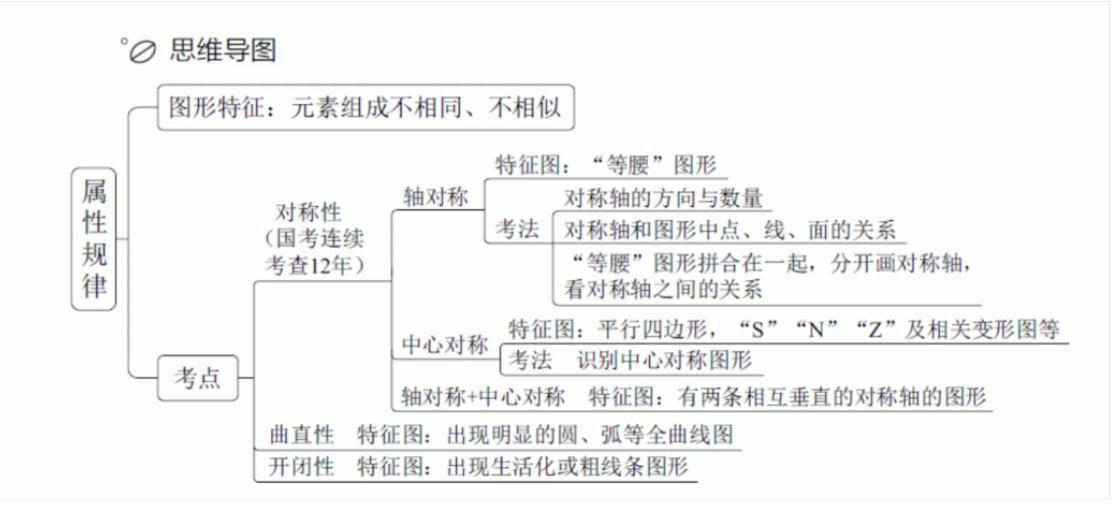 思维导图
图形特征：元素组成不相同、不相似
属性规律
特征图：“等腰”图形
轴对称
对称轴的方向与数量
对称性
（国考连续
考查12年）
考法
对称轴和图形中点、线、面的关系
“等腰”图形拼合在一起，分开画对称轴，
看对称轴之间的关系
中心对称
特征图：平行四边形，“S”“N”“Z”及相关变形图等
考法 识别中心对称图形
考点
轴对称+中心对称 特征图：有两条相互垂直的对称轴的图形
曲直性 特征图：出现明显的圆、弧等全曲线图
开闭性 特征图：出现生活化或粗线条图形